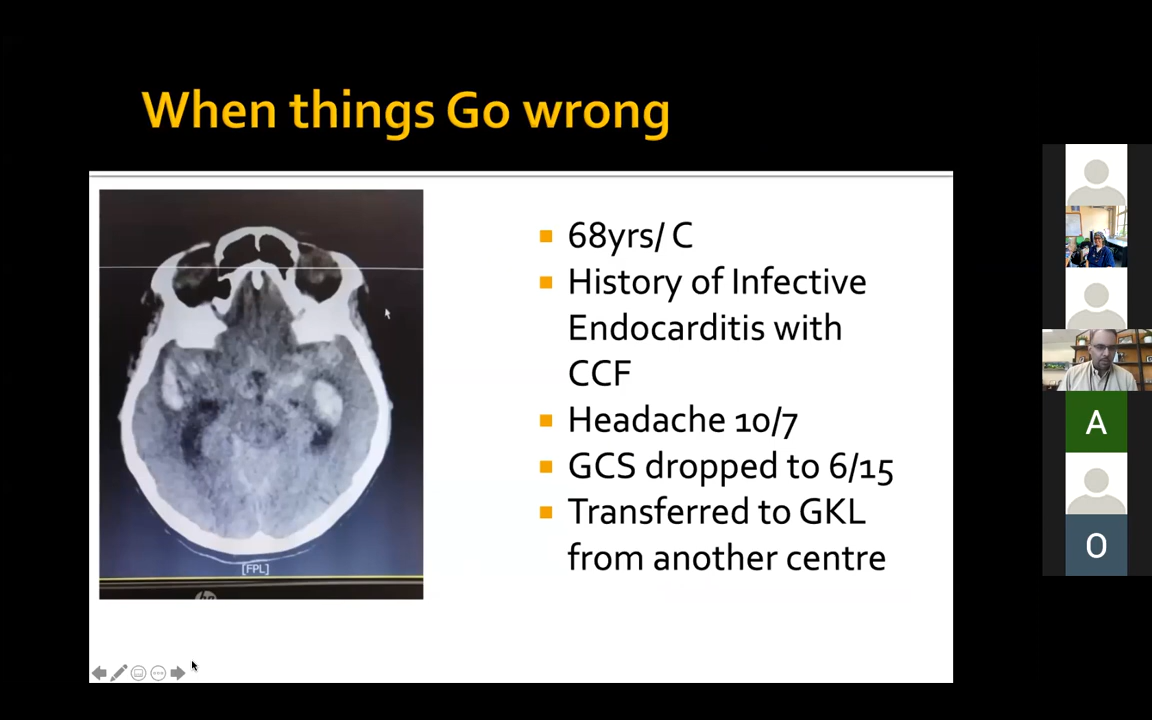 When things Go wrong
68yrs/ C
History of Infective
Endocarditis with
CCF
Headache 10/7
GCS dropped to 6/15
Transferred to GKL
from another centre
[FPL]
hp
A
O